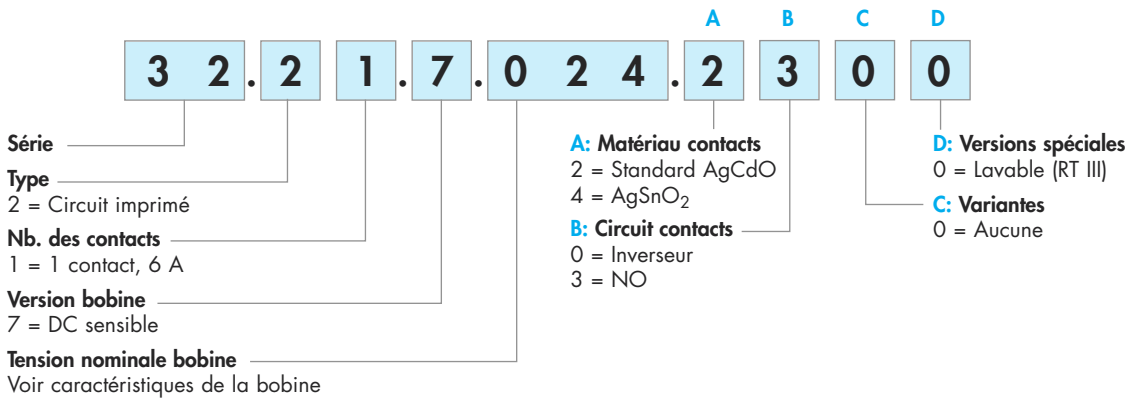 A B C D
3 2 . 2 1 . 7 . 0 2 4 . 2 3 0 0
Série
Type
2 = Circuit imprimé
Nb. des contacts
1 = 1 contact, 6 A
Version bobine
7 = DC sensible
Tension nominale bobine
Voir caractéristiques de la bobine
A: Matériau contacts
2 = Standard AgCdO
4 = AgSnO2
B: Circuit contacts
0 = Inverseur
3 = NO
D: Versions spéciales
0 = Lavable (RT III)
C: Variantes
0 = Aucune